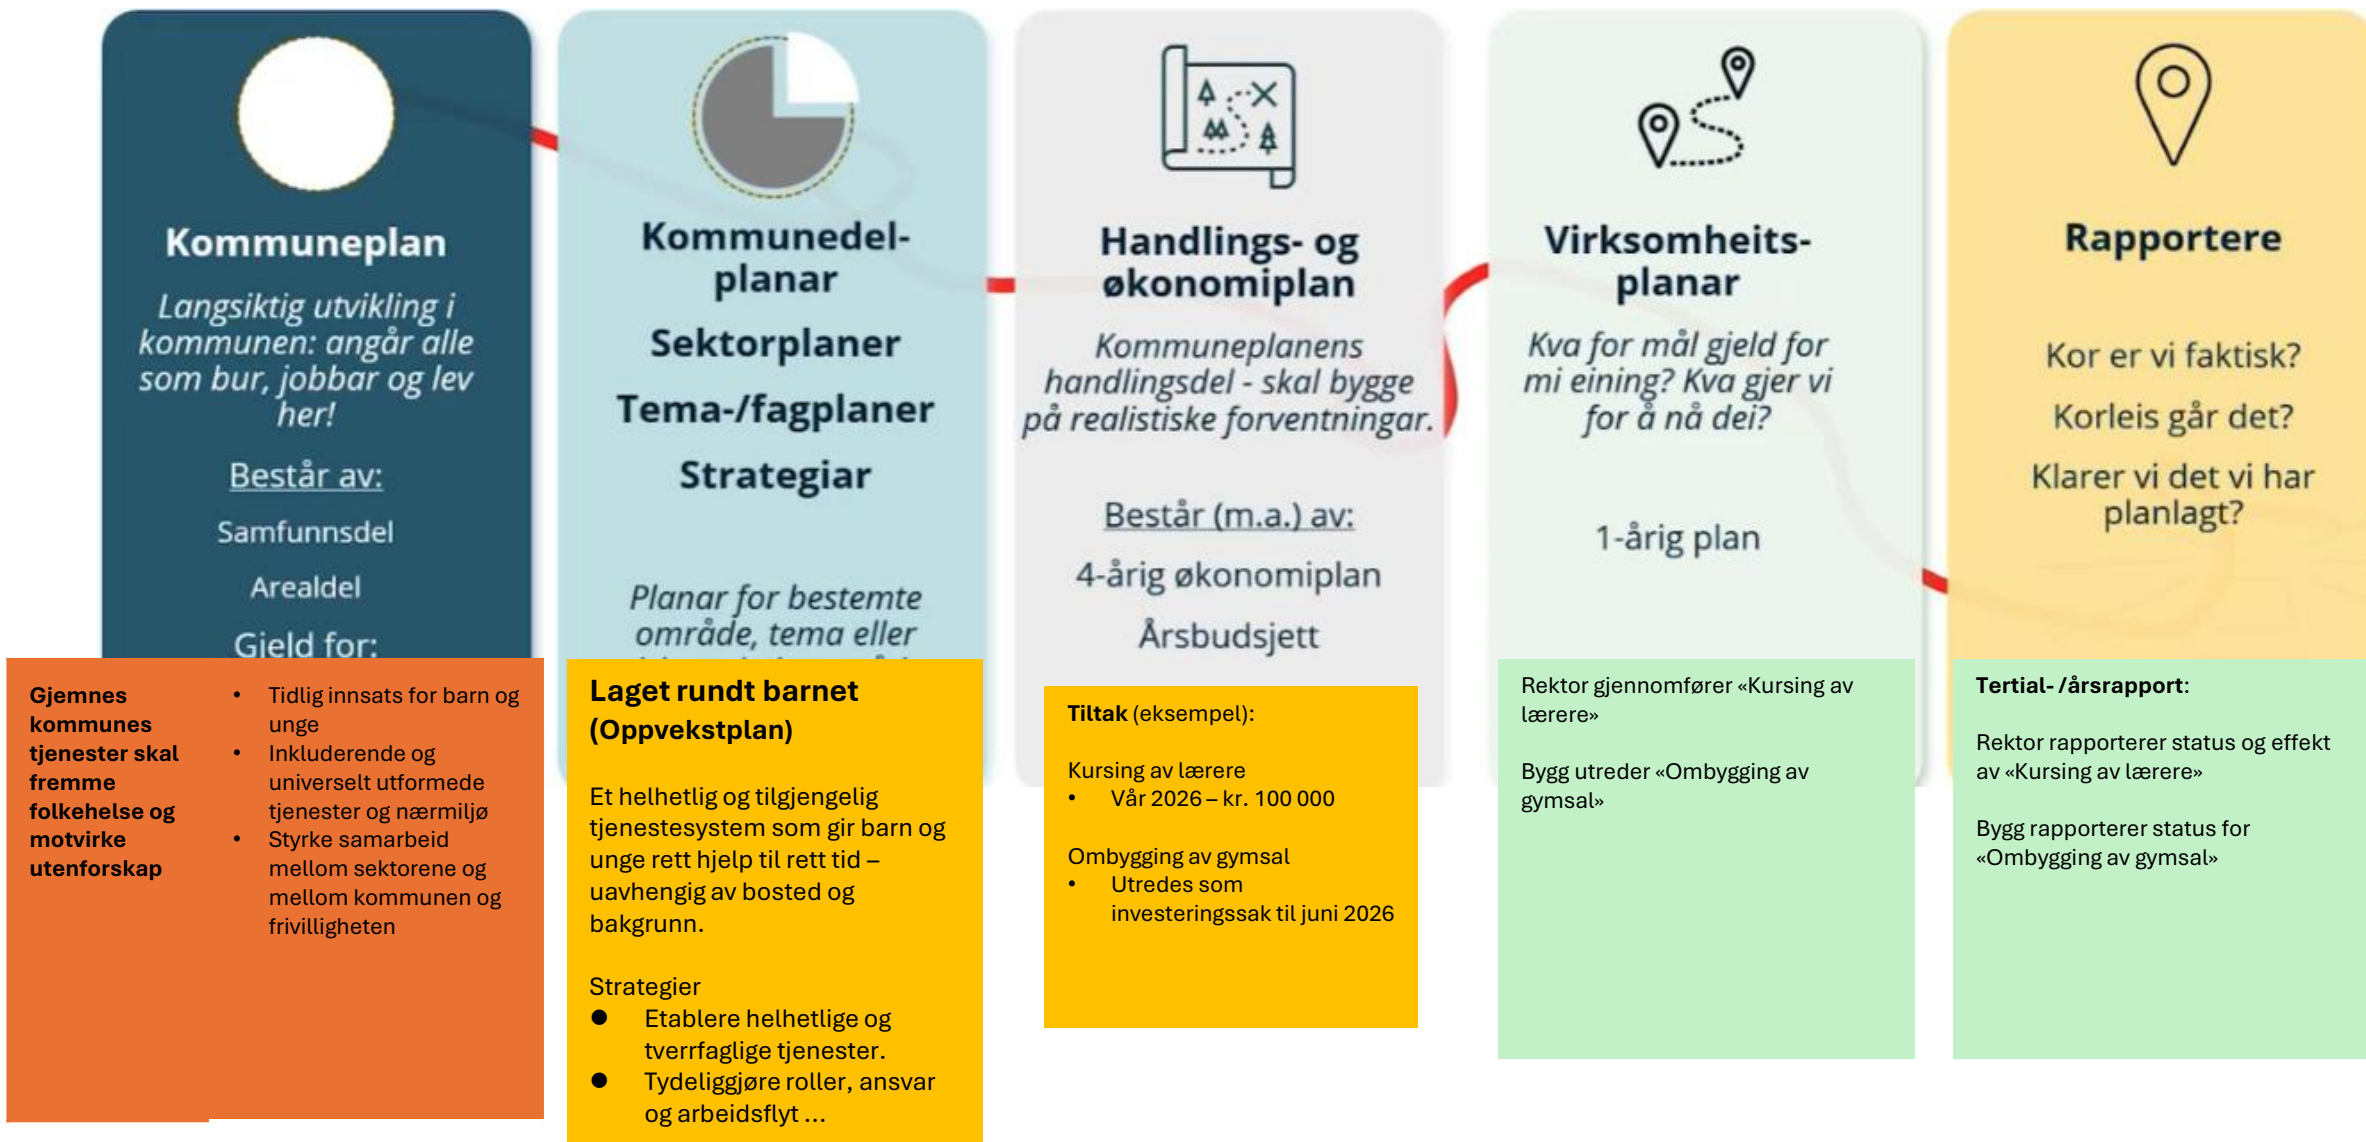 Kommuneplan
Langsiktig utvikling i
kommunen: angår alle
som bur, jobbar og lev
her!
Består av:
Samfunnsdel
Arealdel
Gjeld for:
Gjemnes
kommunes
tjenester skal
fremme
folkehelse og
motvirke
utenforskap
• Tidlig innsats for barn og
unge
• Inkluderende og
universelt utformede
tjenester og nærmiljø
• Styrke samarbeid
mellom sektorene og
mellom kommunen og
frivilligheten
Kommunedel-
planar
Sektorplaner
Tema-/fagplaner
Strategiar
Planar for bestemte
område, tema eller
Laget rundt barnet
(Oppvekstplan)
Et helhetlig og tilgjengelig
tjenestesystem som gir barn og
unge rett hjelp til rett tid –
uavhengig av bosted og
bakgrunn.
Strategier
● Etablere helhetlige og
tverrfaglige tjenester.
● Tydeliggjøre roller, ansvar
og arbeidsflyt ...
Handlings- og
økonomiplan
Kommuneplanens
handlingsdel - skal bygge
på realistiske forventningar.
Består (m.a.) av:
4-årig økonomiplan
Årsbudsjett
Tiltak (eksempel):
Kursing av lærere
• Vår 2026 – kr. 100 000
Ombygging av gymsal
• Utredes som
investeringssak til juni 2026
Virksomheits-
planar
Kva for mål gjeld for
mi eining? Kva gjer vi
for å nå dei?
1-årig plan
Rektor gjennomfører «Kursing av
lærere»
Bygg utreder «Ombygging av
gymsal»
Rapportere
Kor er vi faktisk?
Korleis går det?
Klarer vi det vi har
planlagt?
Tertial- /årsrapport:
Rektor rapporterer status og effekt
av «Kursing av lærere»
Bygg rapporterer status for
«Ombygging av gymsal»